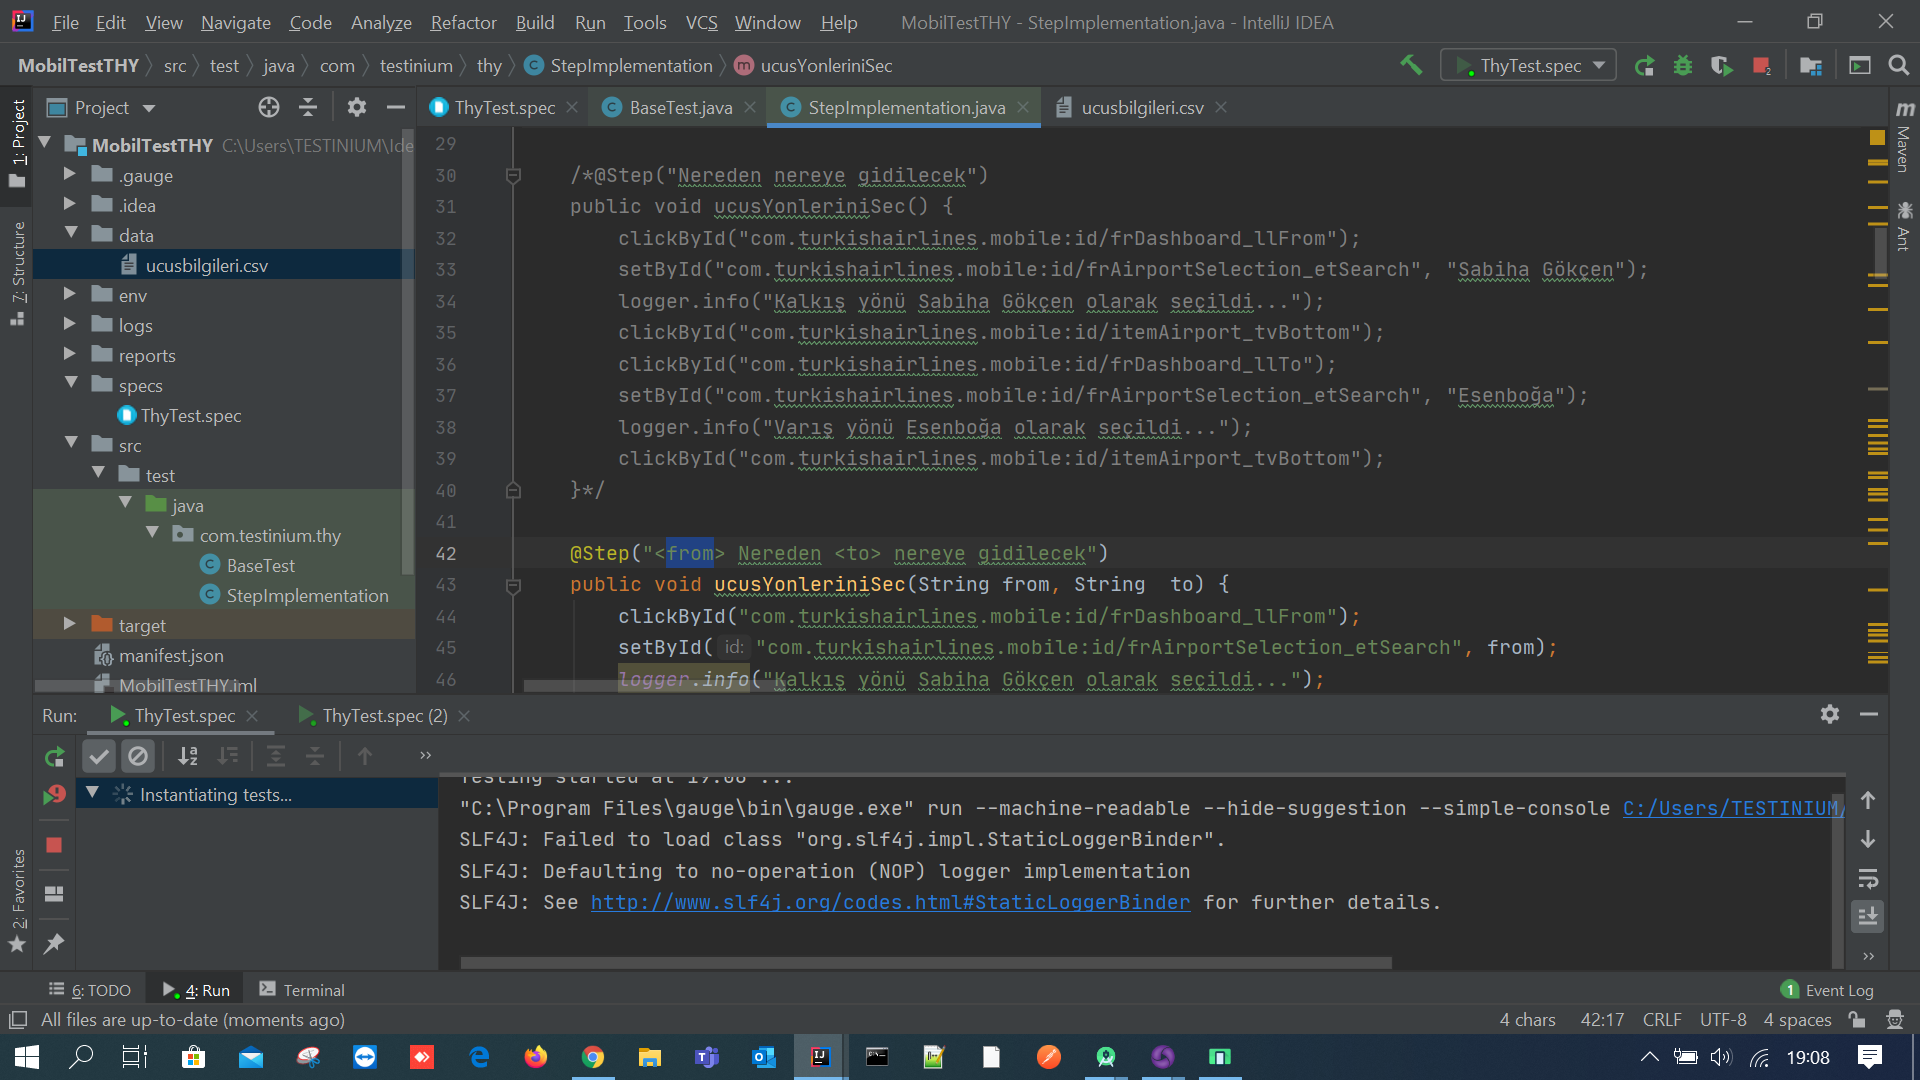 File Edit View Navigate Code Analyze Refactor Build Run Tools VCS Window Help MobilTestTHY - StepImplementation.java - IntelliJ IDEA
MobilTestTHY src test java com testinium thy StepImplementation ucusYonleriniSec ThyTest.spec
Project ThyTest.spec BaseTest.java StepImplementation.java ucusbilgileri.csv
1: Project
7: Structure
2: Favorites
MobilTestTHY C:\Users\TESTINIUM\Ide
.gauge
.idea
data
ucusbilgileri.csv
env
logs
reports
specs
ThyTest.spec
src
test
java
com.testinium.thy
BaseTest
StepImplementation
target
manifest.json
MobilTestTHY.iml
29
30 /*@Step("Nereden nereye gidilecek")
31 public void ucusYonleriniSec() {
32 clickById("com.turkishairlines.mobile:id/frDashboard_llFrom");
33 setById("com.turkishairlines.mobile:id/frAirportSelection_etSearch", "Sabiha Gökçen");
34 logger.info("Kalkış yönü Sabiha Gökçen olarak seçildi...");
35 clickById("com.turkishairlines.mobile:id/itemAirport_tvBottom");
36 clickById("com.turkishairlines.mobile:id/frDashboard_llTo");
37 setById("com.turkishairlines.mobile:id/frAirportSelection_etSearch", "Esenboğa");
38 logger.info("Varış yönü Esenboğa olarak seçildi...");
39 clickById("com.turkishairlines.mobile:id/itemAirport_tvBottom");
40 }*/
41
42 @Step("<from> Nereden <to> nereye gidilecek")
43 public void ucusYonleriniSec(String from, String  to) {
44 clickById("com.turkishairlines.mobile:id/frDashboard_llFrom");
45 setById( id: "com.turkishairlines.mobile:id/frAirportSelection_etSearch", from);
46 logger.info("Kalkış yönü Sabiha Gökçen olarak seçildi...");
m Maven
Ant
Run: ThyTest.spec ThyTest.spec (2)
Instantiating tests...
Testing started at 19:08 ...
"C:\Program Files\gauge\bin\gauge.exe" run --machine-readable --hide-suggestion --simple-console C:/Users/TESTINIUM/
SLF4J: Failed to load class "org.slf4j.impl.StaticLoggerBinder".
SLF4J: Defaulting to no-operation (NOP) logger implementation
SLF4J: See http://www.slf4j.org/codes.html#StaticLoggerBinder for further details.
6: TODO 4: Run Terminal 1 Event Log
All files are up-to-date (moments ago) 4 chars 42:17 CRLF UTF-8 4 spaces
19:08